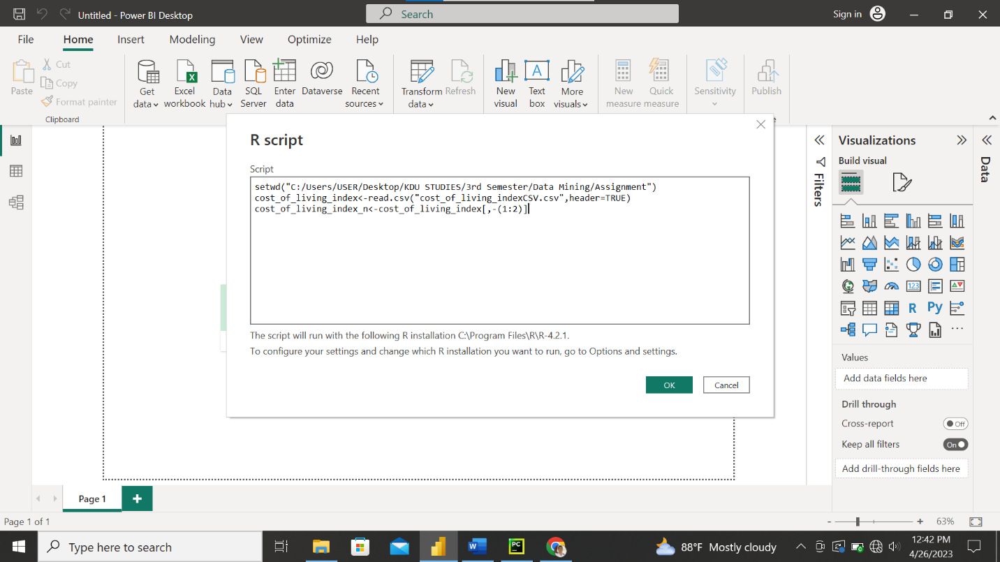 Untitled - Power BI Desktop
Search
Sign in
File
Home
Insert
Modeling
View
Optimize
Help
Paste
Cut
Copy
Format painter
Clipboard
Get data
Excel workbook
Data hub
SQL Server
Enter data
Dataverse
Recent sources
Transform data
Refresh
New visual
Text box
More visuals
New measure
Quick measure
Sensitivity
Publish
R script
Script
setwd("C:/Users/USER/Desktop/KDU STUDIES/3rd Semester/Data Mining/Assignment")
cost_of_living_index<-read.csv("cost_of_living_indexCSV.csv",header=TRUE)
cost_of_living_index_n<-cost_of_living_index[,-(1:2)]
The script will run with the following R installation C:\Program Files\R\R-4.2.1.
To configure your settings and change which R installation you want to run, go to Options and settings.
OK
Cancel
Filters
Visualizations
Build visual
123
R
Py
Values
Add data fields here
Drill through
Cross-report
Off
Keep all filters
On
Add drill-through fields here
Data
Page 1
Page 1 of 1
- + 63%
Type here to search
88°F Mostly cloudy
12:42 PM
4/26/2023